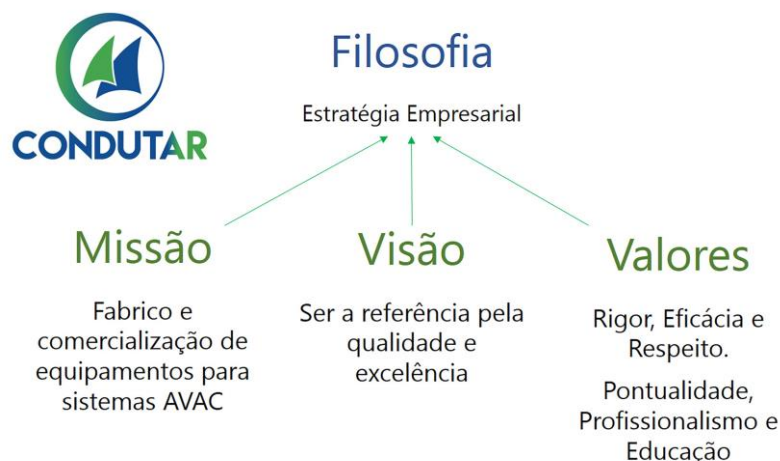 CONDUTAR
Filosofia
Estratégia Empresarial
Missão
Fabrico e
comercialização de
equipamentos para
sistemas AVAC
Visão
Ser a referência pela
qualidade e
excelência
Valores
Rigor, Eficácia e
Respeito.
Pontualidade,
Profissionalismo e
Educação